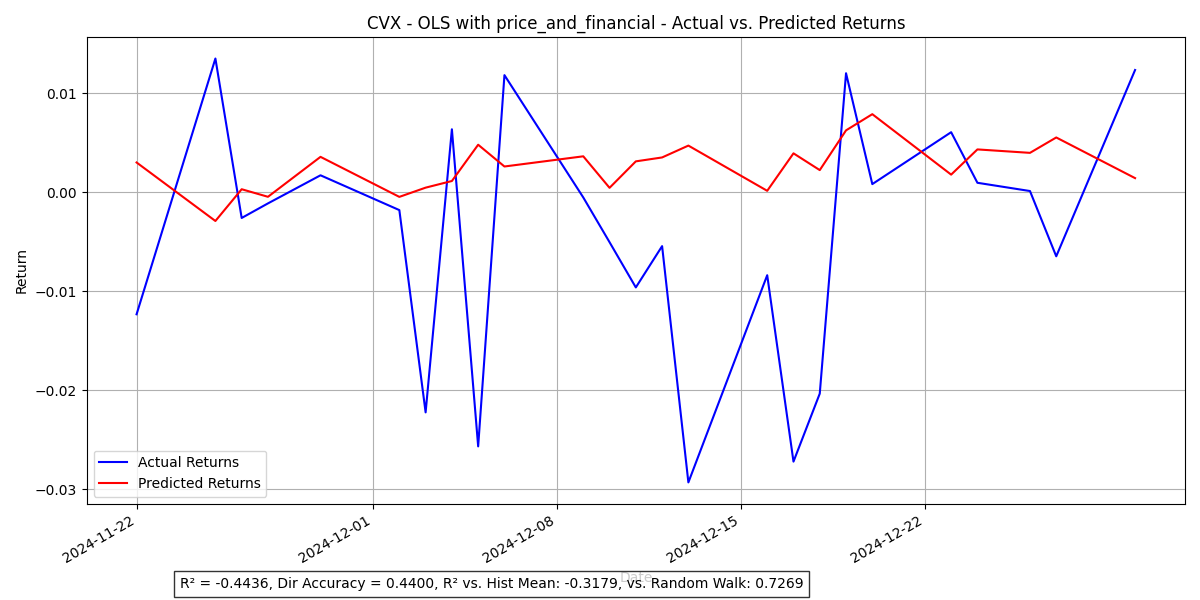 CVX - OLS with price_and_financial - Actual vs. Predicted Returns
Return
0.01
0.00
−0.01
−0.02
−0.03
Actual Returns
Predicted Returns
2024-11-22
2024-12-01
2024-12-08
2024-12-15
2024-12-22
Date
R² = -0.4436, Dir Accuracy = 0.4400, R² vs. Hist Mean: -0.3179, vs. Random Walk: 0.7269